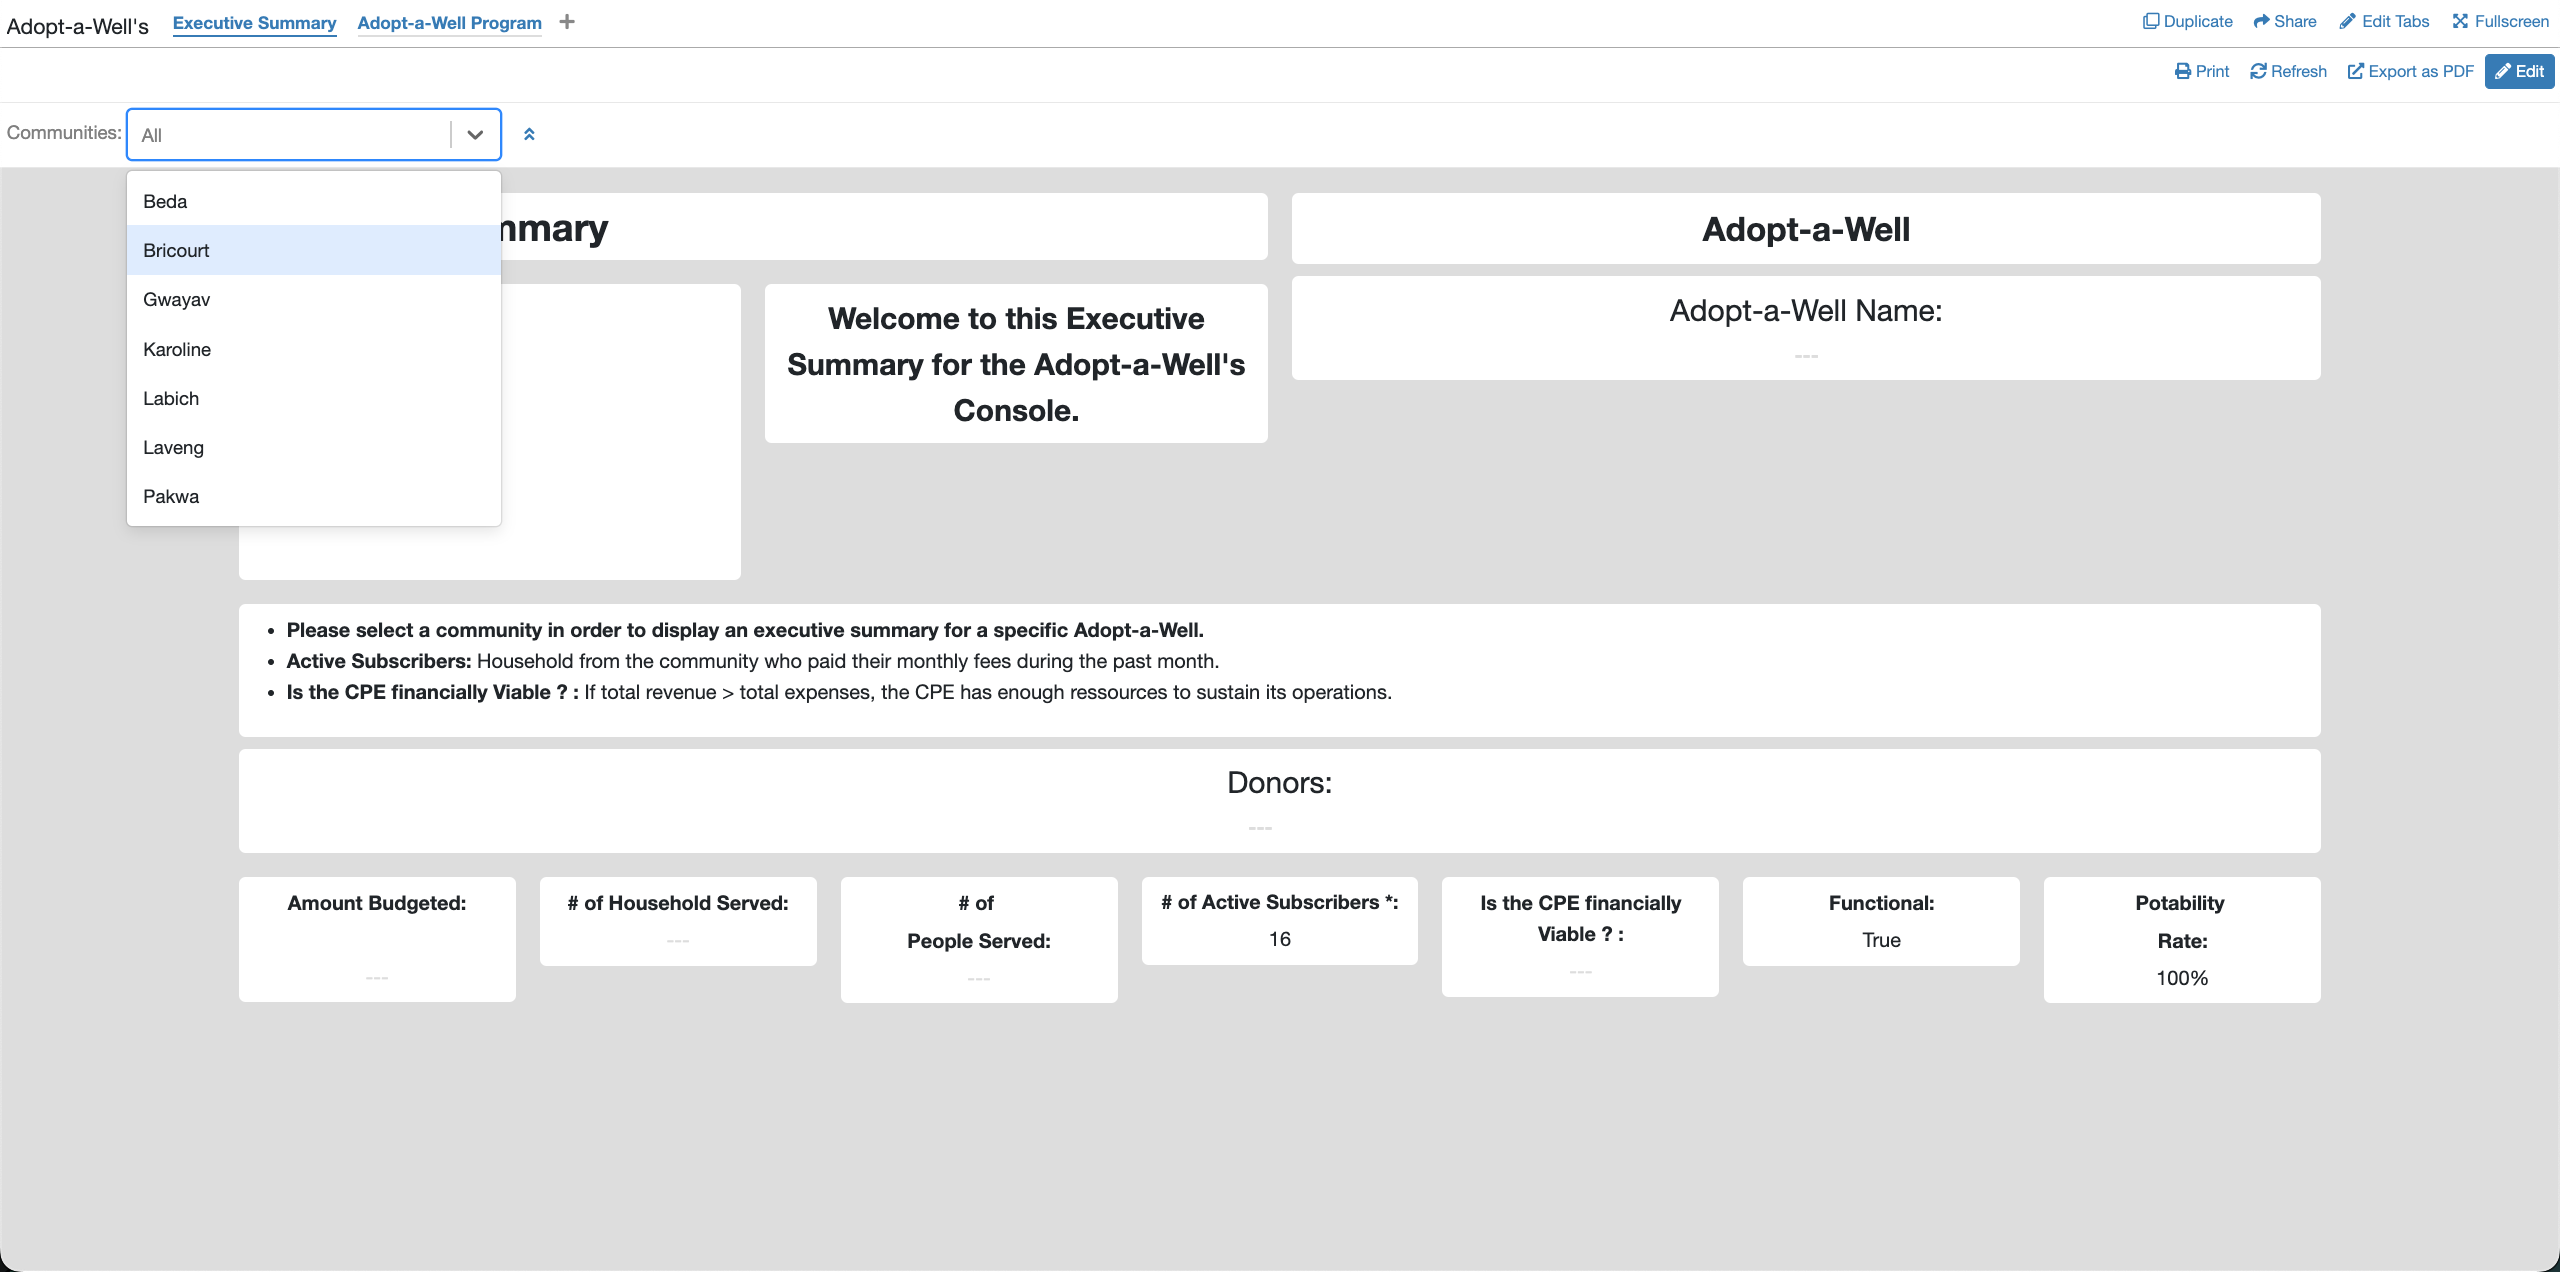 Adopt-a-Well's Executive Summary Adopt-a-Well Program
Duplicate Share Edit Tabs Fullscreen
Print Refresh Export as PDF Edit
Communities: All
Beda
Bricourt
Gwayav
Karoline
Labich
Laveng
Pakwa
mmary
Adopt-a-Well
Welcome to this Executive
Summary for the Adopt-a-Well's
Console.
Adopt-a-Well Name:
---
• Please select a community in order to display an executive summary for a specific Adopt-a-Well.
• Active Subscribers: Household from the community who paid their monthly fees during the past month.
• Is the CPE financially Viable ? : If total revenue > total expenses, the CPE has enough ressources to sustain its operations.
Donors:
---
Amount Budgeted:
---
# of Household Served:
---
# of
People Served:
---
# of Active Subscribers *:
16
Is the CPE financially
Viable ? :
---
Functional:
True
Potability
Rate:
100%